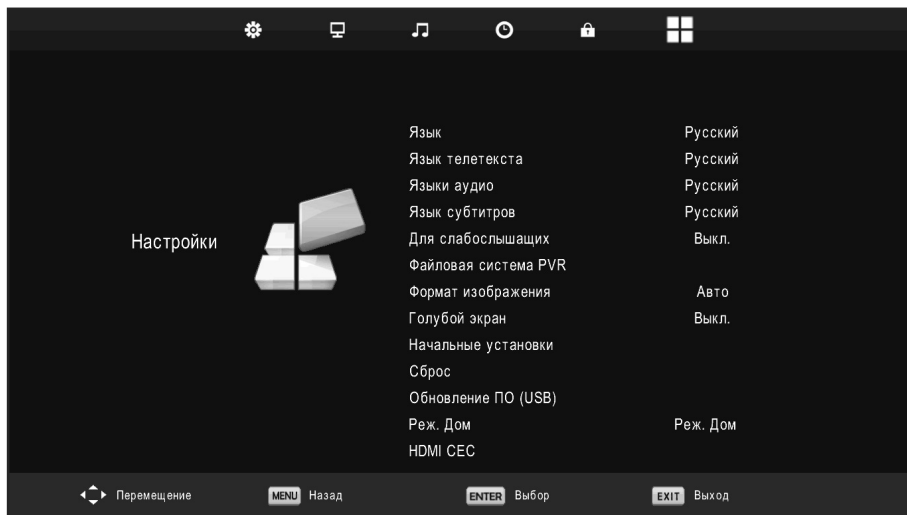 Язык Русский
Язык телетекста Русский
Языки аудио Русский
Язык субтитров Русский
Настройки
Для слабослышащих Выкл.
Файловая система PVR
Формат изображения Авто
Голубой экран Выкл.
Начальные установки
Сброс
Обновление ПО (USB)
Реж. Дом Реж. Дом
HDMI CEC
Перемещение MENU Назад ENTER Выбор EXIT Выход